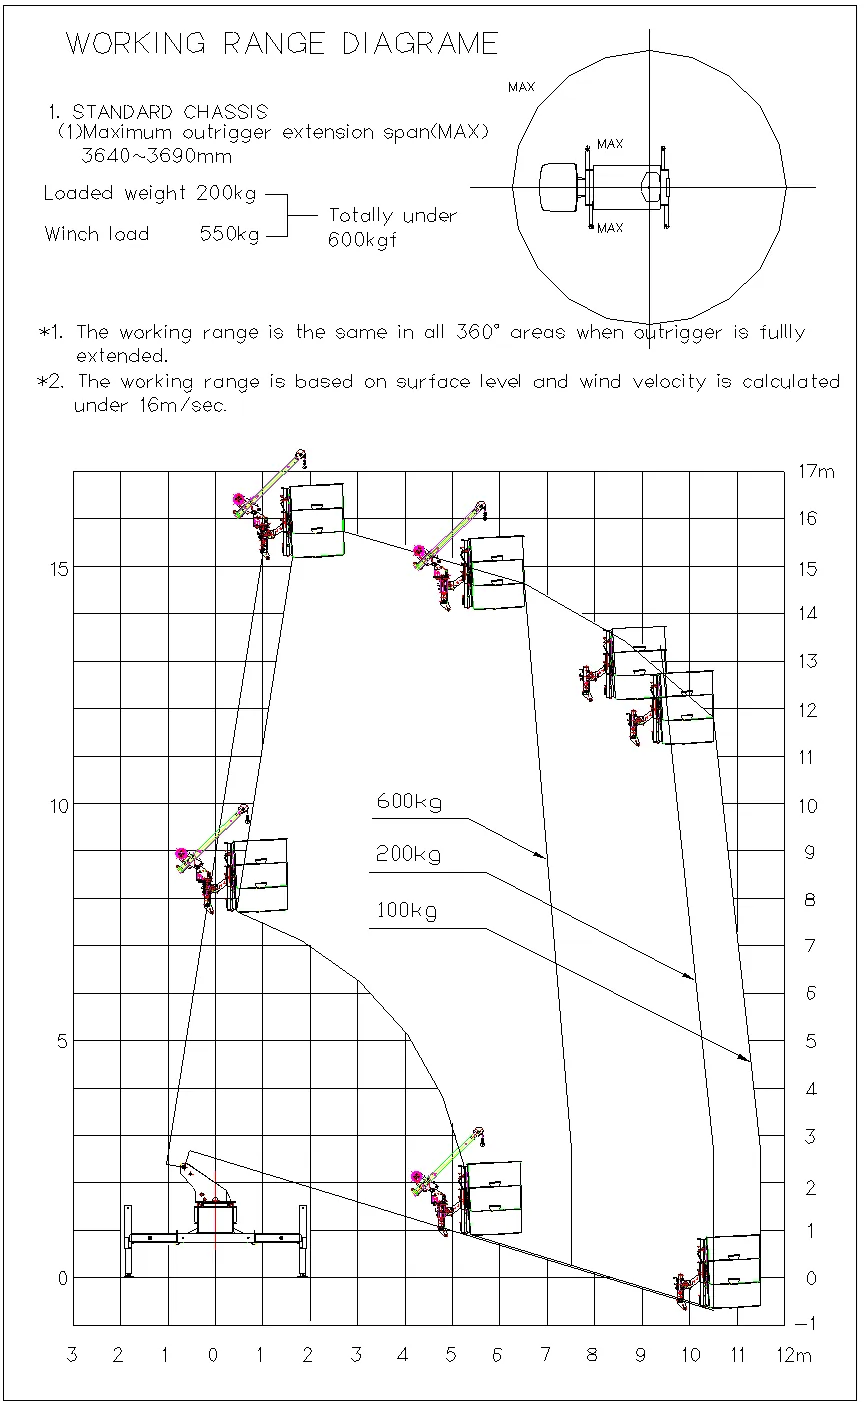 WORKING RANGE DIAGRAME
MAX
1. STANDARD CHASSIS
(1)Maximum outrigger extension span(MAX)
3640~3690mm
MAX
Loaded weight 200kg
Totally under
600kgf
Winch load 550kg
MAX
*1. The working range is the same in all 360° areas when outrigger is fullly
extended.
*2. The working range is based on surface level and wind velocity is calculated
under 16m/sec.
17m
16
15 15
14
13
12
11
10 10
600kg
9
200kg
8
100kg
7
6
5 5
4
3
2
1
0 0
-1
3 2 1 0 1 2 3 4 5 6 7 8 9 10 11 12m